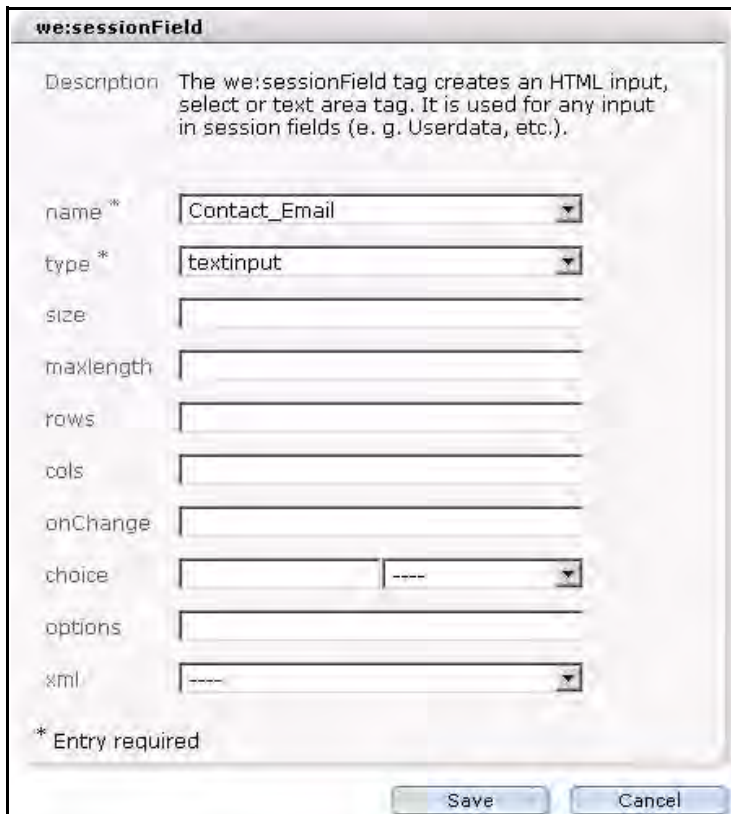 we:sessionField
Description The we:sessionField tag creates an HTML input,
select or text area tag. It is used for any input
in session fields (e. g. Userdata, etc.).
name * Contact_Email
type * textinput
size
maxlength
rows
cols
onChange
choice ----
options
xml ----
* Entry required
Save Cancel